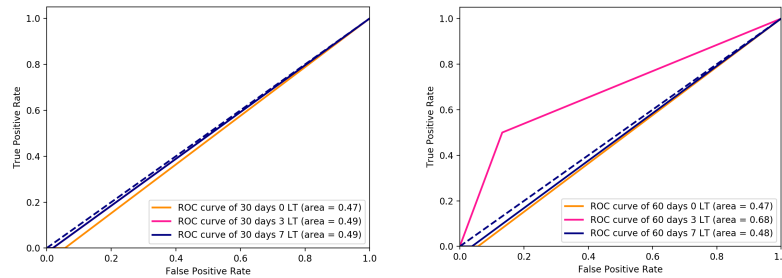 1.0
0.8
0.6
0.4
0.2
0.0
True Positive Rate
ROC curve of 30 days 0 LT (area = 0.47)
ROC curve of 30 days 3 LT (area = 0.49)
ROC curve of 30 days 7 LT (area = 0.49)
0.0 0.2 0.4 0.6 0.8 1.0
False Positive Rate
1.0
0.8
0.6
0.4
0.2
0.0
True Positive Rate
ROC curve of 60 days 0 LT (area = 0.47)
ROC curve of 60 days 3 LT (area = 0.68)
ROC curve of 60 days 7 LT (area = 0.48)
0.0 0.2 0.4 0.6 0.8 1.
False Positive Rate